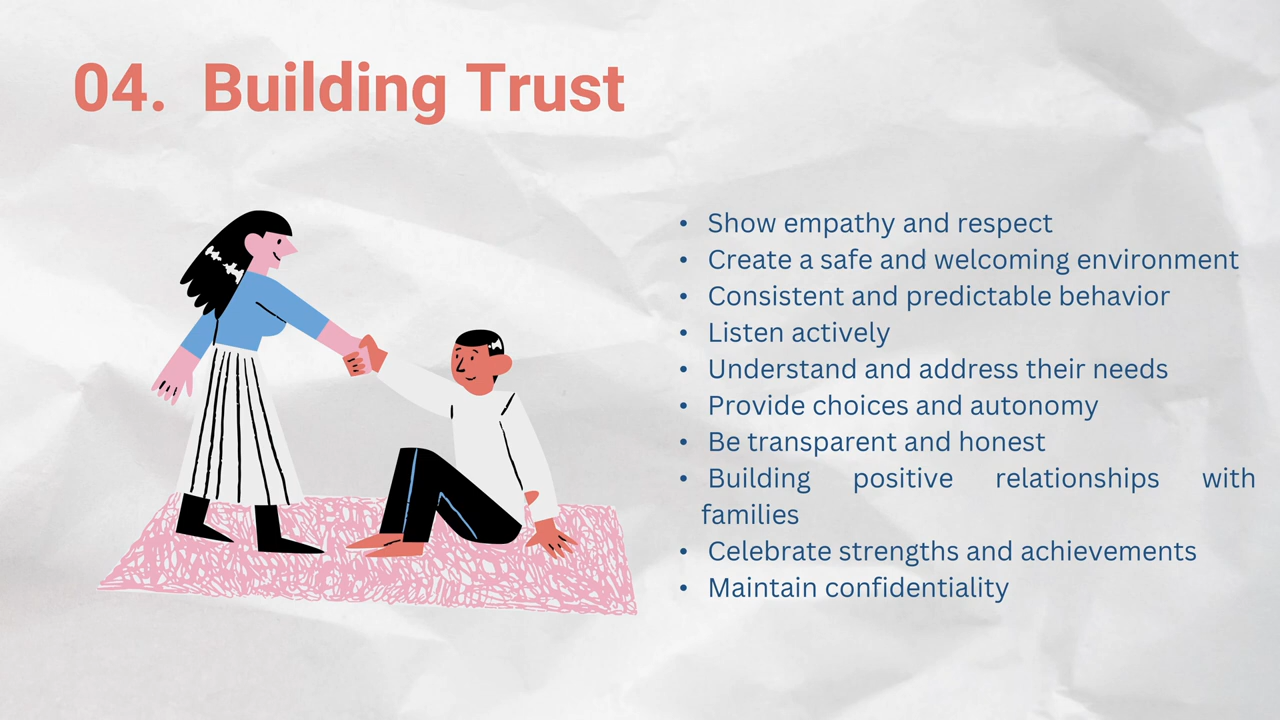 04. Building Trust
• Show empathy and respect
• Create a safe and welcoming environment
• Consistent and predictable behavior
• Listen actively
• Understand and address their needs
• Provide choices and autonomy
• Be transparent and honest
• Building positive relationships with
families
• Celebrate strengths and achievements
• Maintain confidentiality